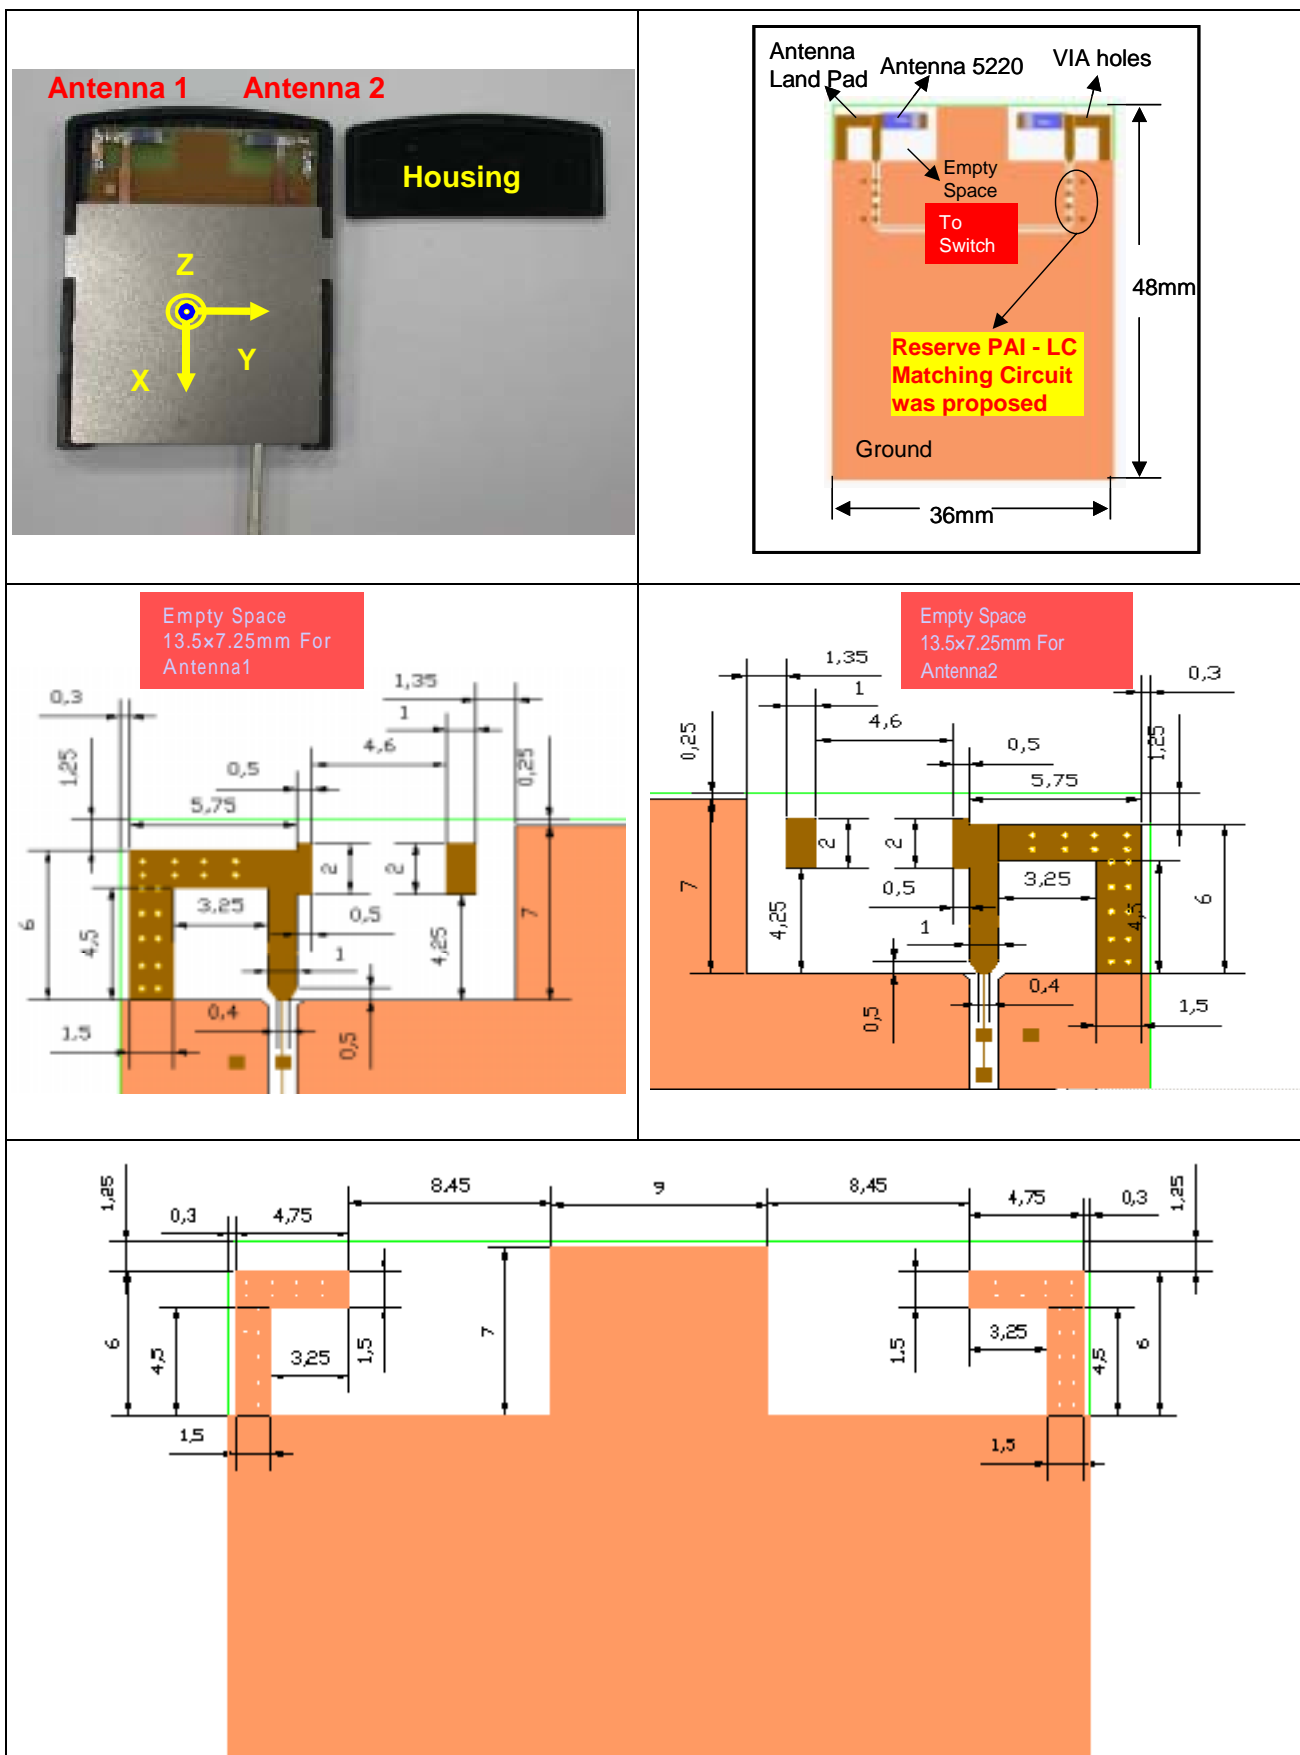 Antenna 1
Antenna 2
Housing
Z
Y
X
Antenna
Land Pad
Antenna 5220
VIA holes
Empty
Space
To
Switch
48mm
Reserve PAI - LC
Matching Circuit
was proposed
Ground
36mm
Empty Space
13.5×7.25mm For
Antenna1
0,3
1,35
1
4,6
0,5
1,25
0,25
5,75
2
2
3,25
0,5
6
4,5
1
4,25
7
0,4
1,5
0,5
Empty Space
13.5×7.25mm For
Antenna2
1,35
0,3
1
4,6
0,25
0,5
1,25
5,75
2
2
7
3,25
0,5
4,25
1
4,5
6
0,4
0,5
1,5
1,25
8,45
9
8,45
1,25
0,3
4,75
4,75
0,3
7
6
4,5
3,25
1,5
1,5
3,25
4,5
6
1,5
1,5